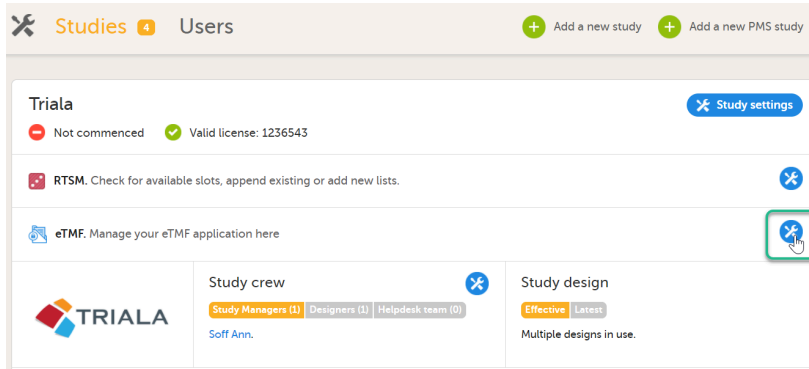 Studies 4 Users Add a new study Add a new PMS study
Triala Study settings
Not commenced Valid license: 1236543
RTSM. Check for available slots, append existing or add new lists.
eTMF. Manage your eTMF application here
TRIALA
Study crew
Study Managers (1) Designers (1) Helpdesk team (0)
Soff Ann.
Study design
Effective Latest
Multiple designs in use.